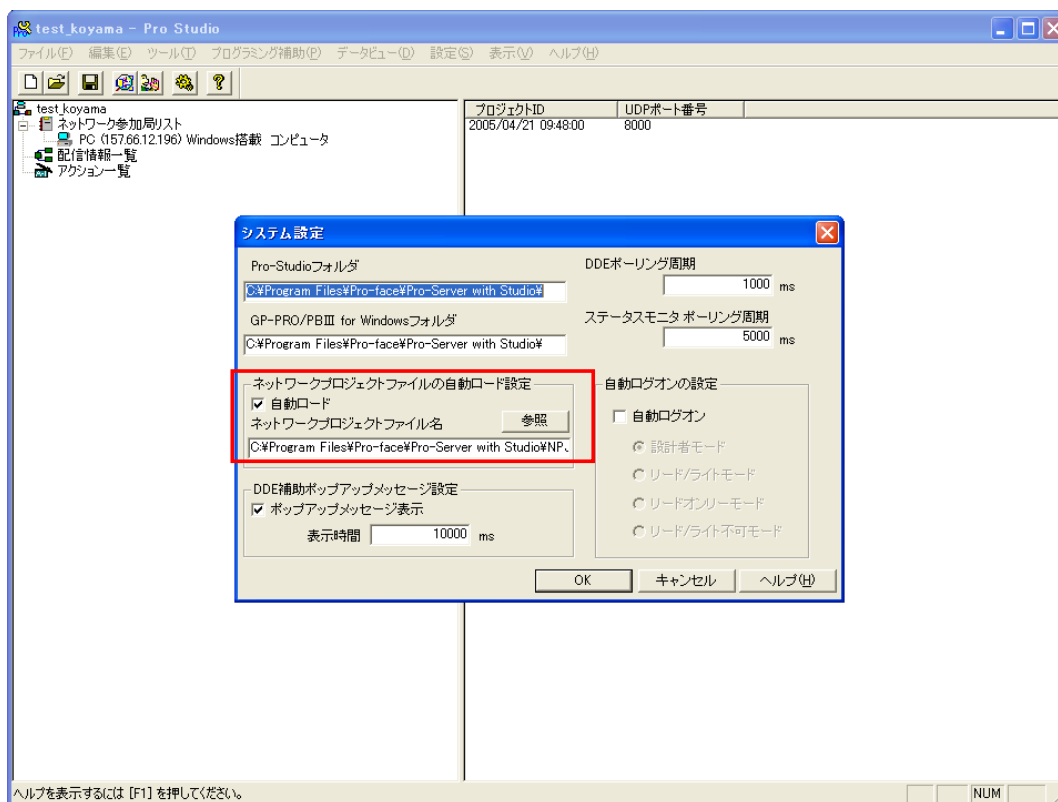 test_koyama - Pro Studio
ファイル(F) 編集(E) ツール(T) プログラミング補助(P) データビュー(D) 設定(S) 表示(V) ヘルプ(H)
test_koyama
ネットワーク参加局リスト
PC (157.66.12.196) Windows搭載 コンピュータ
配信情報一覧
アクション一覧
プロジェクトID UDPポート番号
2005/04/21 09:48:00 8000
システム設定
Pro-Studioフォルダ
C:¥Program Files¥Pro-face¥Pro-Server with Studio¥
GP-PRO/PBⅢ for Windowsフォルダ
C:¥Program Files¥Pro-face¥Pro-Server with Studio¥
DDEポーリング周期
1000 ms
ステータスモニタ ポーリング周期
5000 ms
ネットワークプロジェクトファイルの自動ロード設定
自動ロード
ネットワークプロジェクトファイル名 参照
C:¥Program Files¥Pro-face¥Pro-Server with Studio¥NP
DDE補助ポップアップメッセージ設定
ポップアップメッセージ表示
表示時間 10000 ms
自動ログオンの設定
自動ログオン
設計者モード
リード/ライトモード
リードオンリーモード
リード/ライト不可モード
OK キャンセル ヘルプ(H)
ヘルプを表示するには [F1] を押してください。 NUM